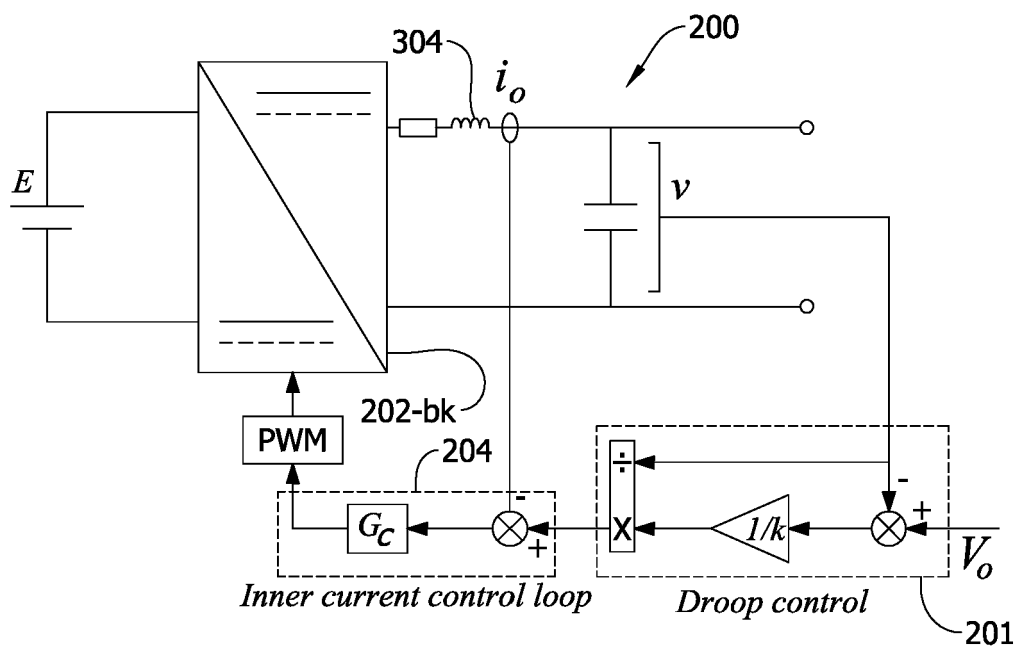 200
304
i_o
E
v
202-bk
PWM
204
÷
-
+
-
+
G_C
X
1/k
V_o
Inner current control loop
Droop control
201